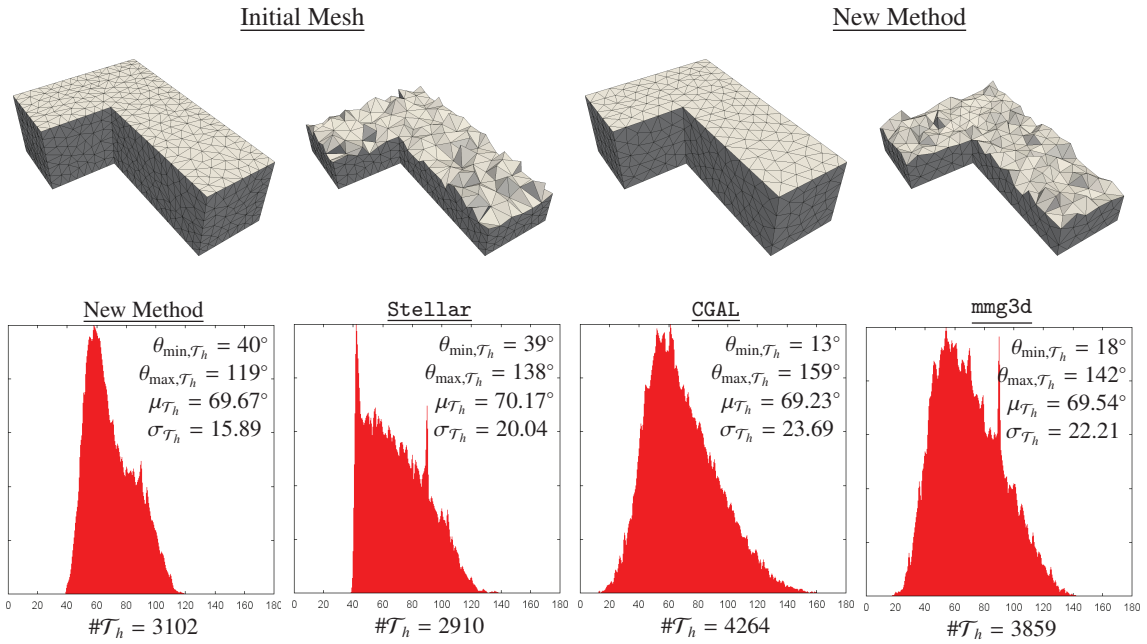 Initial Mesh
New Method
New Method
θmin,𝒯h = 40°
θmax,𝒯h = 119°
μ𝒯h = 69.67°
σ𝒯h = 15.89
0 20 40 60 80 100 120 140 160 180
#𝒯h = 3102
Stellar
θmin,𝒯h = 39°
θmax,𝒯h = 138°
μ𝒯h = 70.17°
σ𝒯h = 20.04
0 20 40 60 80 100 120 140 160 180
#𝒯h = 2910
CGAL
θmin,𝒯h = 13°
θmax,𝒯h = 159°
μ𝒯h = 69.23°
σ𝒯h = 23.69
0 20 40 60 80 100 120 140 160 180
#𝒯h = 4264
mmg3d
θmin,𝒯h = 18°
θmax,𝒯h = 142°
μ𝒯h = 69.54°
σ𝒯h = 22.21
0 20 40 60 80 100 120 140 160 180
#𝒯h = 3859